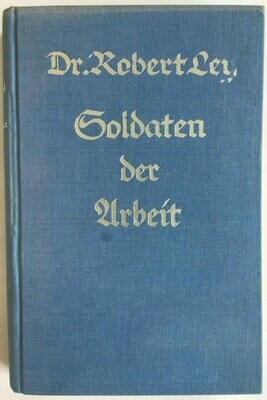 Dr. Robert Ley
Soldaten
der
Arbeit